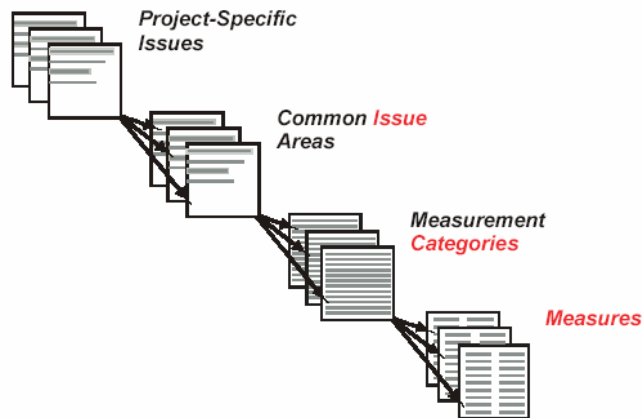 Project-Specific
Issues
Common Issue
Areas
Measurement
Categories
Measures